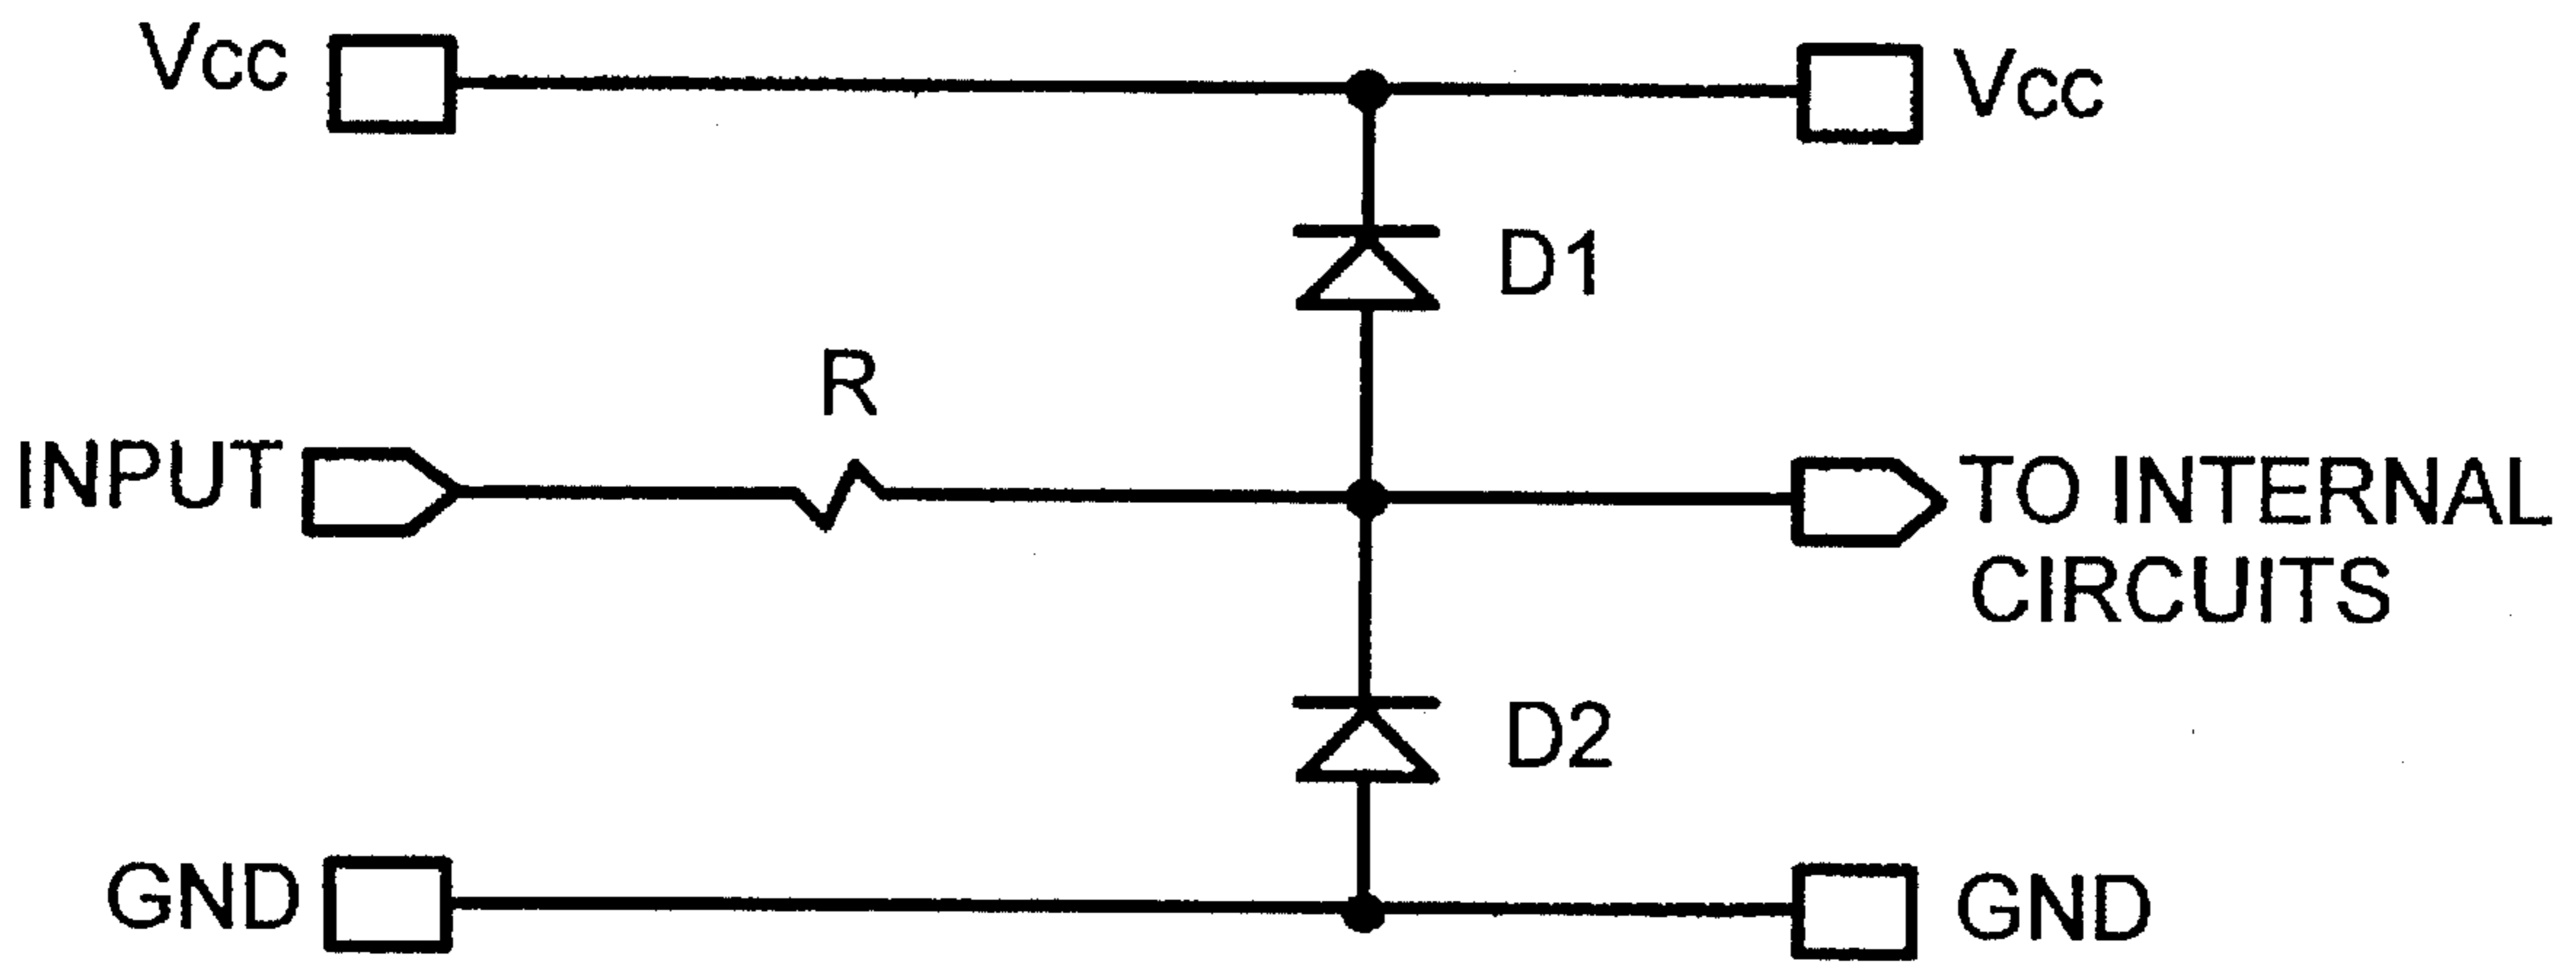 Vcc
Vcc
D1
R
INPUT
TO INTERNAL
CIRCUITS
D2
GND
GND